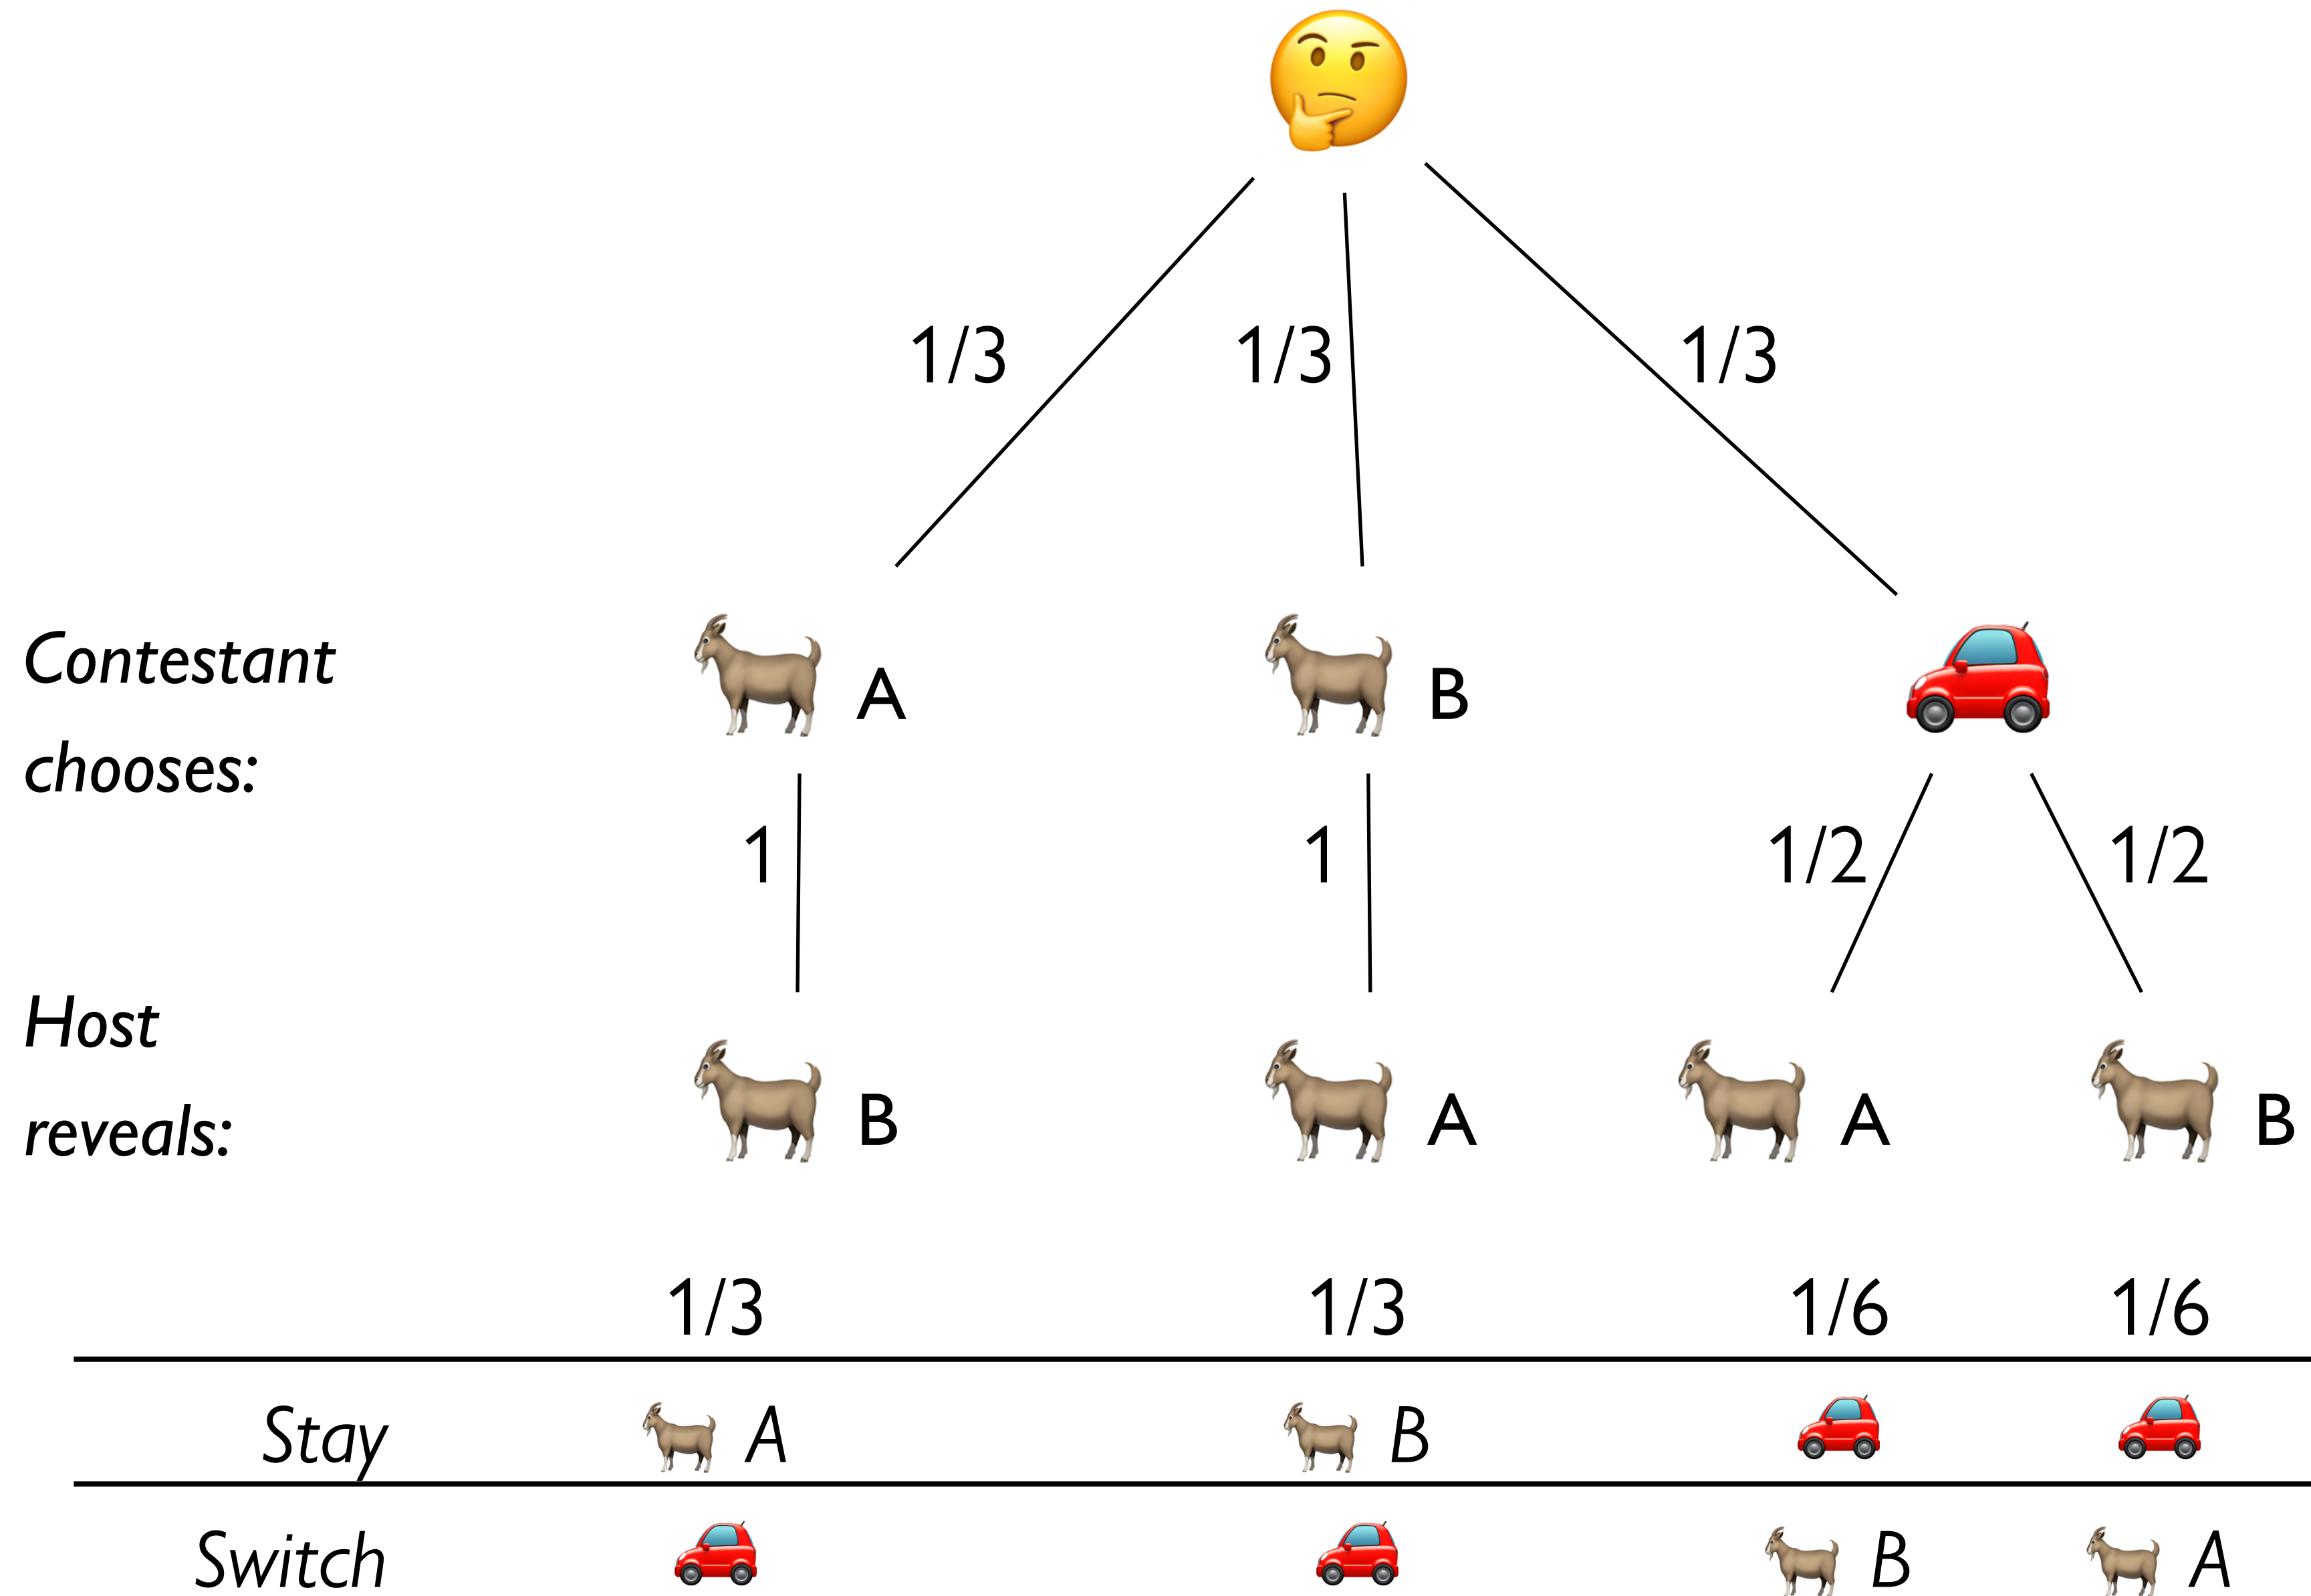 1/3 1/3 1/3
Contestant
chooses:
A B
1 1 1/2 1/2
Host
reveals:
B A A B
1/3 1/3 1/6 1/6
Stay A B
Switch B A